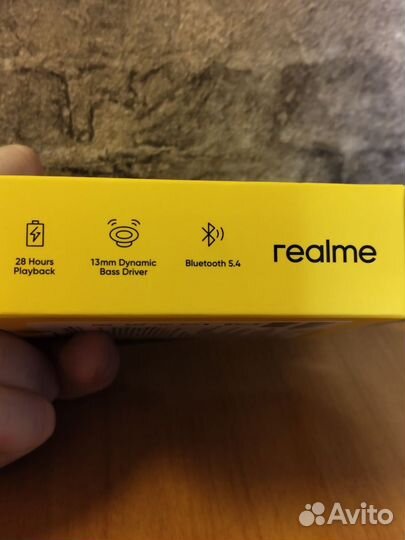 28 Hours
Playback
13mm Dynamic
Bass Driver
Bluetooth 5.4
realme
Avito